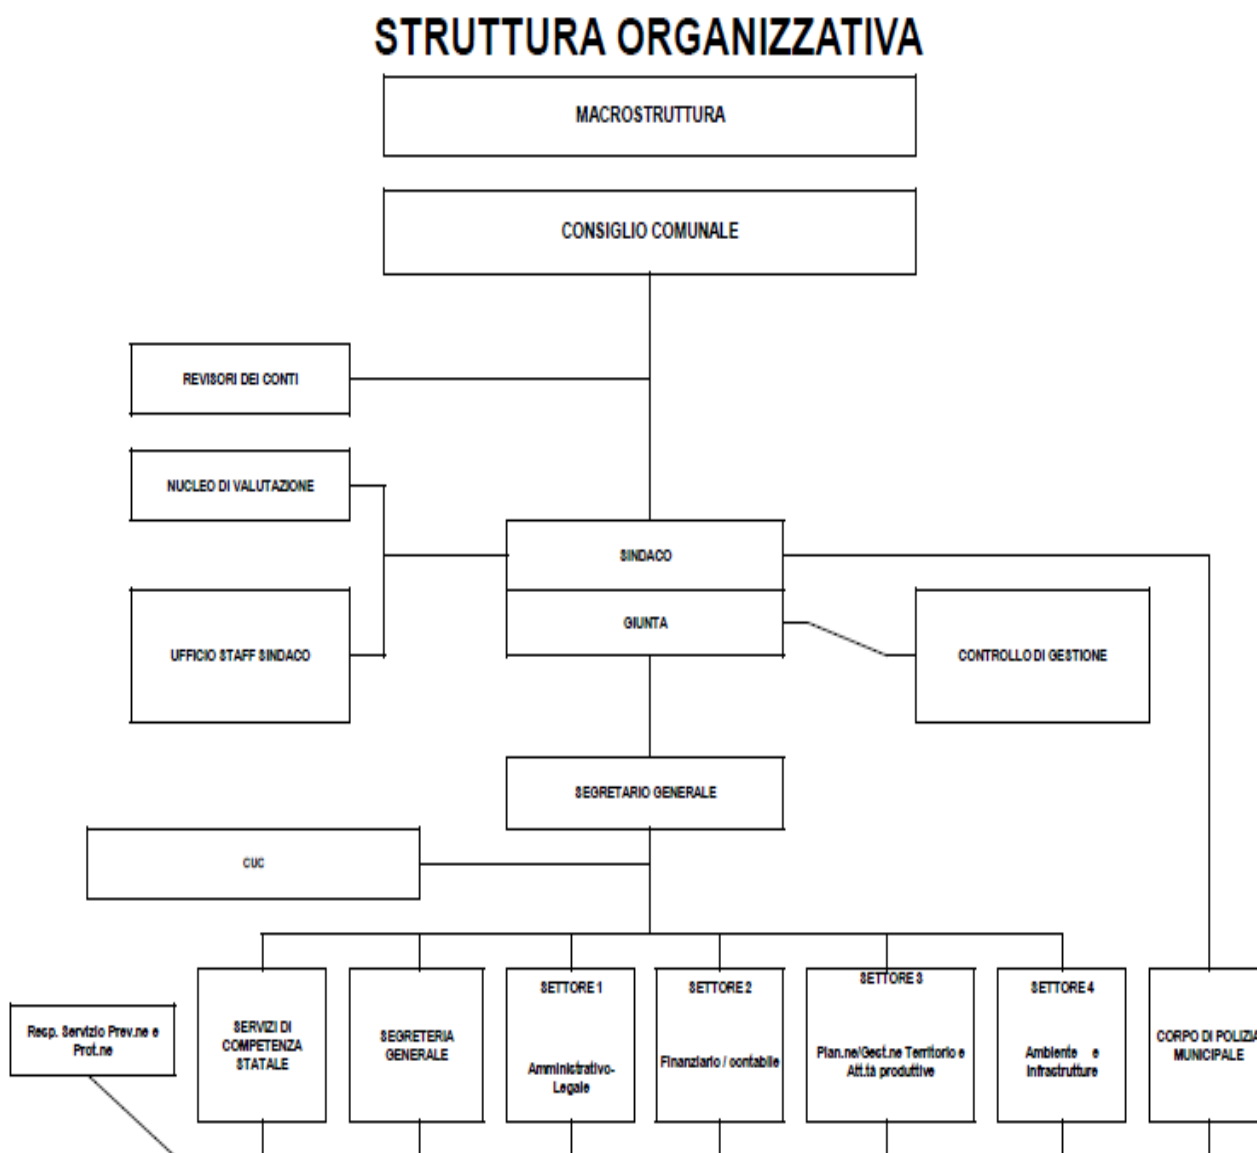 STRUTTURA ORGANIZZATIVA
MACROSTRUTTURA
CONSIGLIO COMUNALE
REVISORI DEI CONTI
NUCLEO DI VALUTAZIONE
SINDACO
GIUNTA
UFFICIO STAFF SINDACO
CONTROLLO DI GESTIONE
SEGRETARIO GENERALE
CUC
Resp. Servizio Prev.ne e
Prot.ne
SERVIZI DI
COMPETENZA
STATALE
SEGRETERIA
GENERALE
SETTORE 1
Amministrativo-
Legale
SETTORE 2
Finanziario / contabile
SETTORE 3
Pian.ne/Gest.ne Territorio e
Att.tà produttive
SETTORE 4
Ambiente e
Infrastrutture
CORPO DI POLIZIA
MUNICIPALE